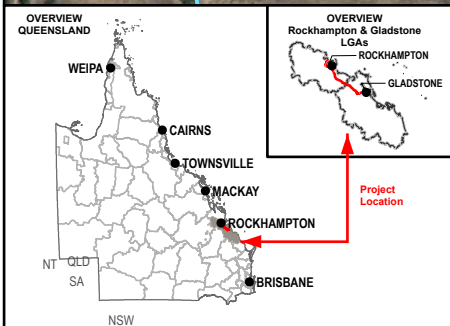 OVERVIEW
QUEENSLAND
WEIPA
CAIRNS
TOWNSVILLE
MACKAY
ROCKHAMPTON
BRISBANE
NT
QLD
SA
NSW
OVERVIEW
Rockhampton & Gladstone
LGAs
ROCKHAMPTON
GLADSTONE
Project
Location